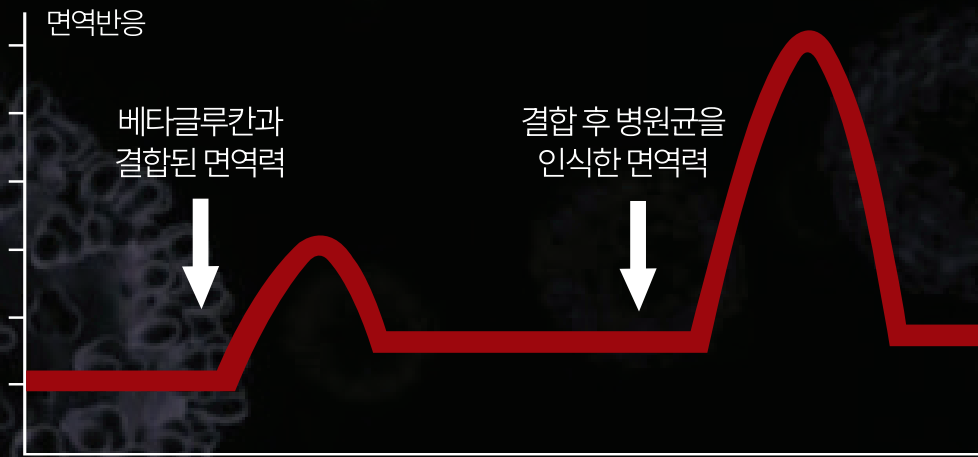 면역반응
베타글루칸과
결합된 면역력
결합 후 병원균을
인식한 면역력